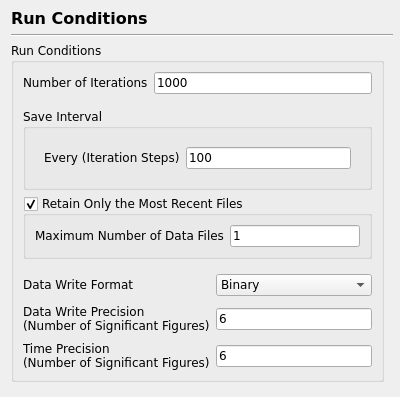 Run Conditions
Run Conditions
Number of Iterations 1000
Save Interval
Every (Iteration Steps) 100
Retain Only the Most Recent Files
Maximum Number of Data Files 1
Data Write Format Binary
Data Write Precision
(Number of Significant Figures) 6
Time Precision
(Number of Significant Figures) 6